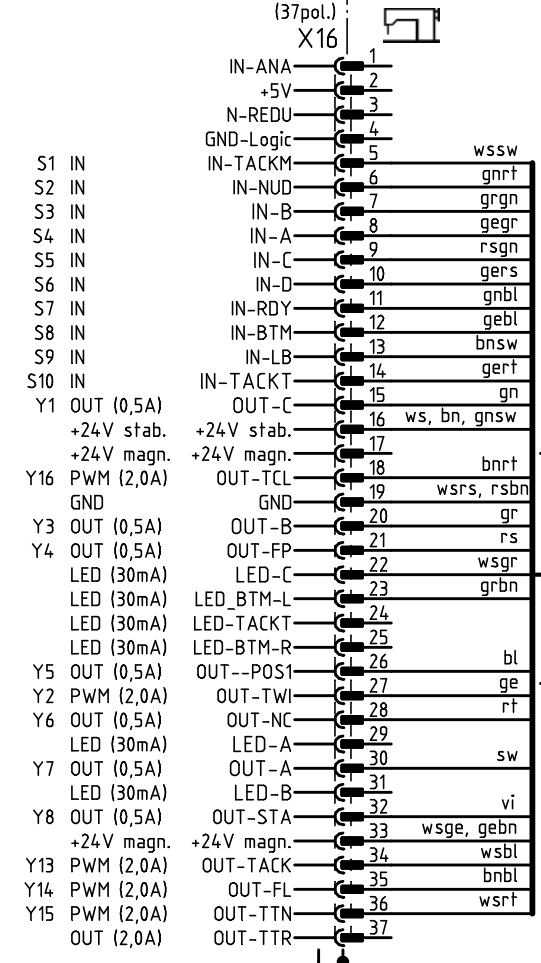 (37pol.)
X16
IN-ANA 1
+5V 2
N-REDU 3
GND-Logic 4
S1 IN IN-TACKM 5 wssw
S2 IN IN-NUD 6 gnrt
S3 IN IN-B 7 grgn
S4 IN IN-A 8 gegr
S5 IN IN-C 9 rsgn
S6 IN IN-D 10 gers
S7 IN IN-RDY 11 gnbl
S8 IN IN-BTM 12 gebl
S9 IN IN-LB 13 bnsw
S10 IN IN-TACKT 14 gert
Y1 OUT (0,5A) OUT-C 15 gn
+24V stab. +24V stab. 16 ws, bn, gnsw
+24V magn. +24V magn. 17
Y16 PWM (2,0A) OUT-TCL 18 bnrt
GND GND 19 wsrs, rsbn
Y3 OUT (0,5A) OUT-B 20 gr
Y4 OUT (0,5A) OUT-FP 21 rs
LED (30mA) LED-C 22 wsgr
LED (30mA) LED_BTM-L 23 grbn
LED (30mA) LED-TACKT 24
LED (30mA) LED-BTM-R 25
Y5 OUT (0,5A) OUT--POS1 26 bl
Y2 PWM (2,0A) OUT-TWI 27 ge
Y6 OUT (0,5A) OUT-NC 28 rt
LED (30mA) LED-A 29
Y7 OUT (0,5A) OUT-A 30 sw
LED (30mA) LED-B 31
Y8 OUT (0,5A) OUT-STA 32 vi
+24V magn. +24V magn. 33 wsge, gebn
Y13 PWM (2,0A) OUT-TACK 34 wsbl
Y14 PWM (2,0A) OUT-FL 35 bnbl
Y15 PWM (2,0A) OUT-TTN 36 wsrt
OUT (2,0A) OUT-TTR 37